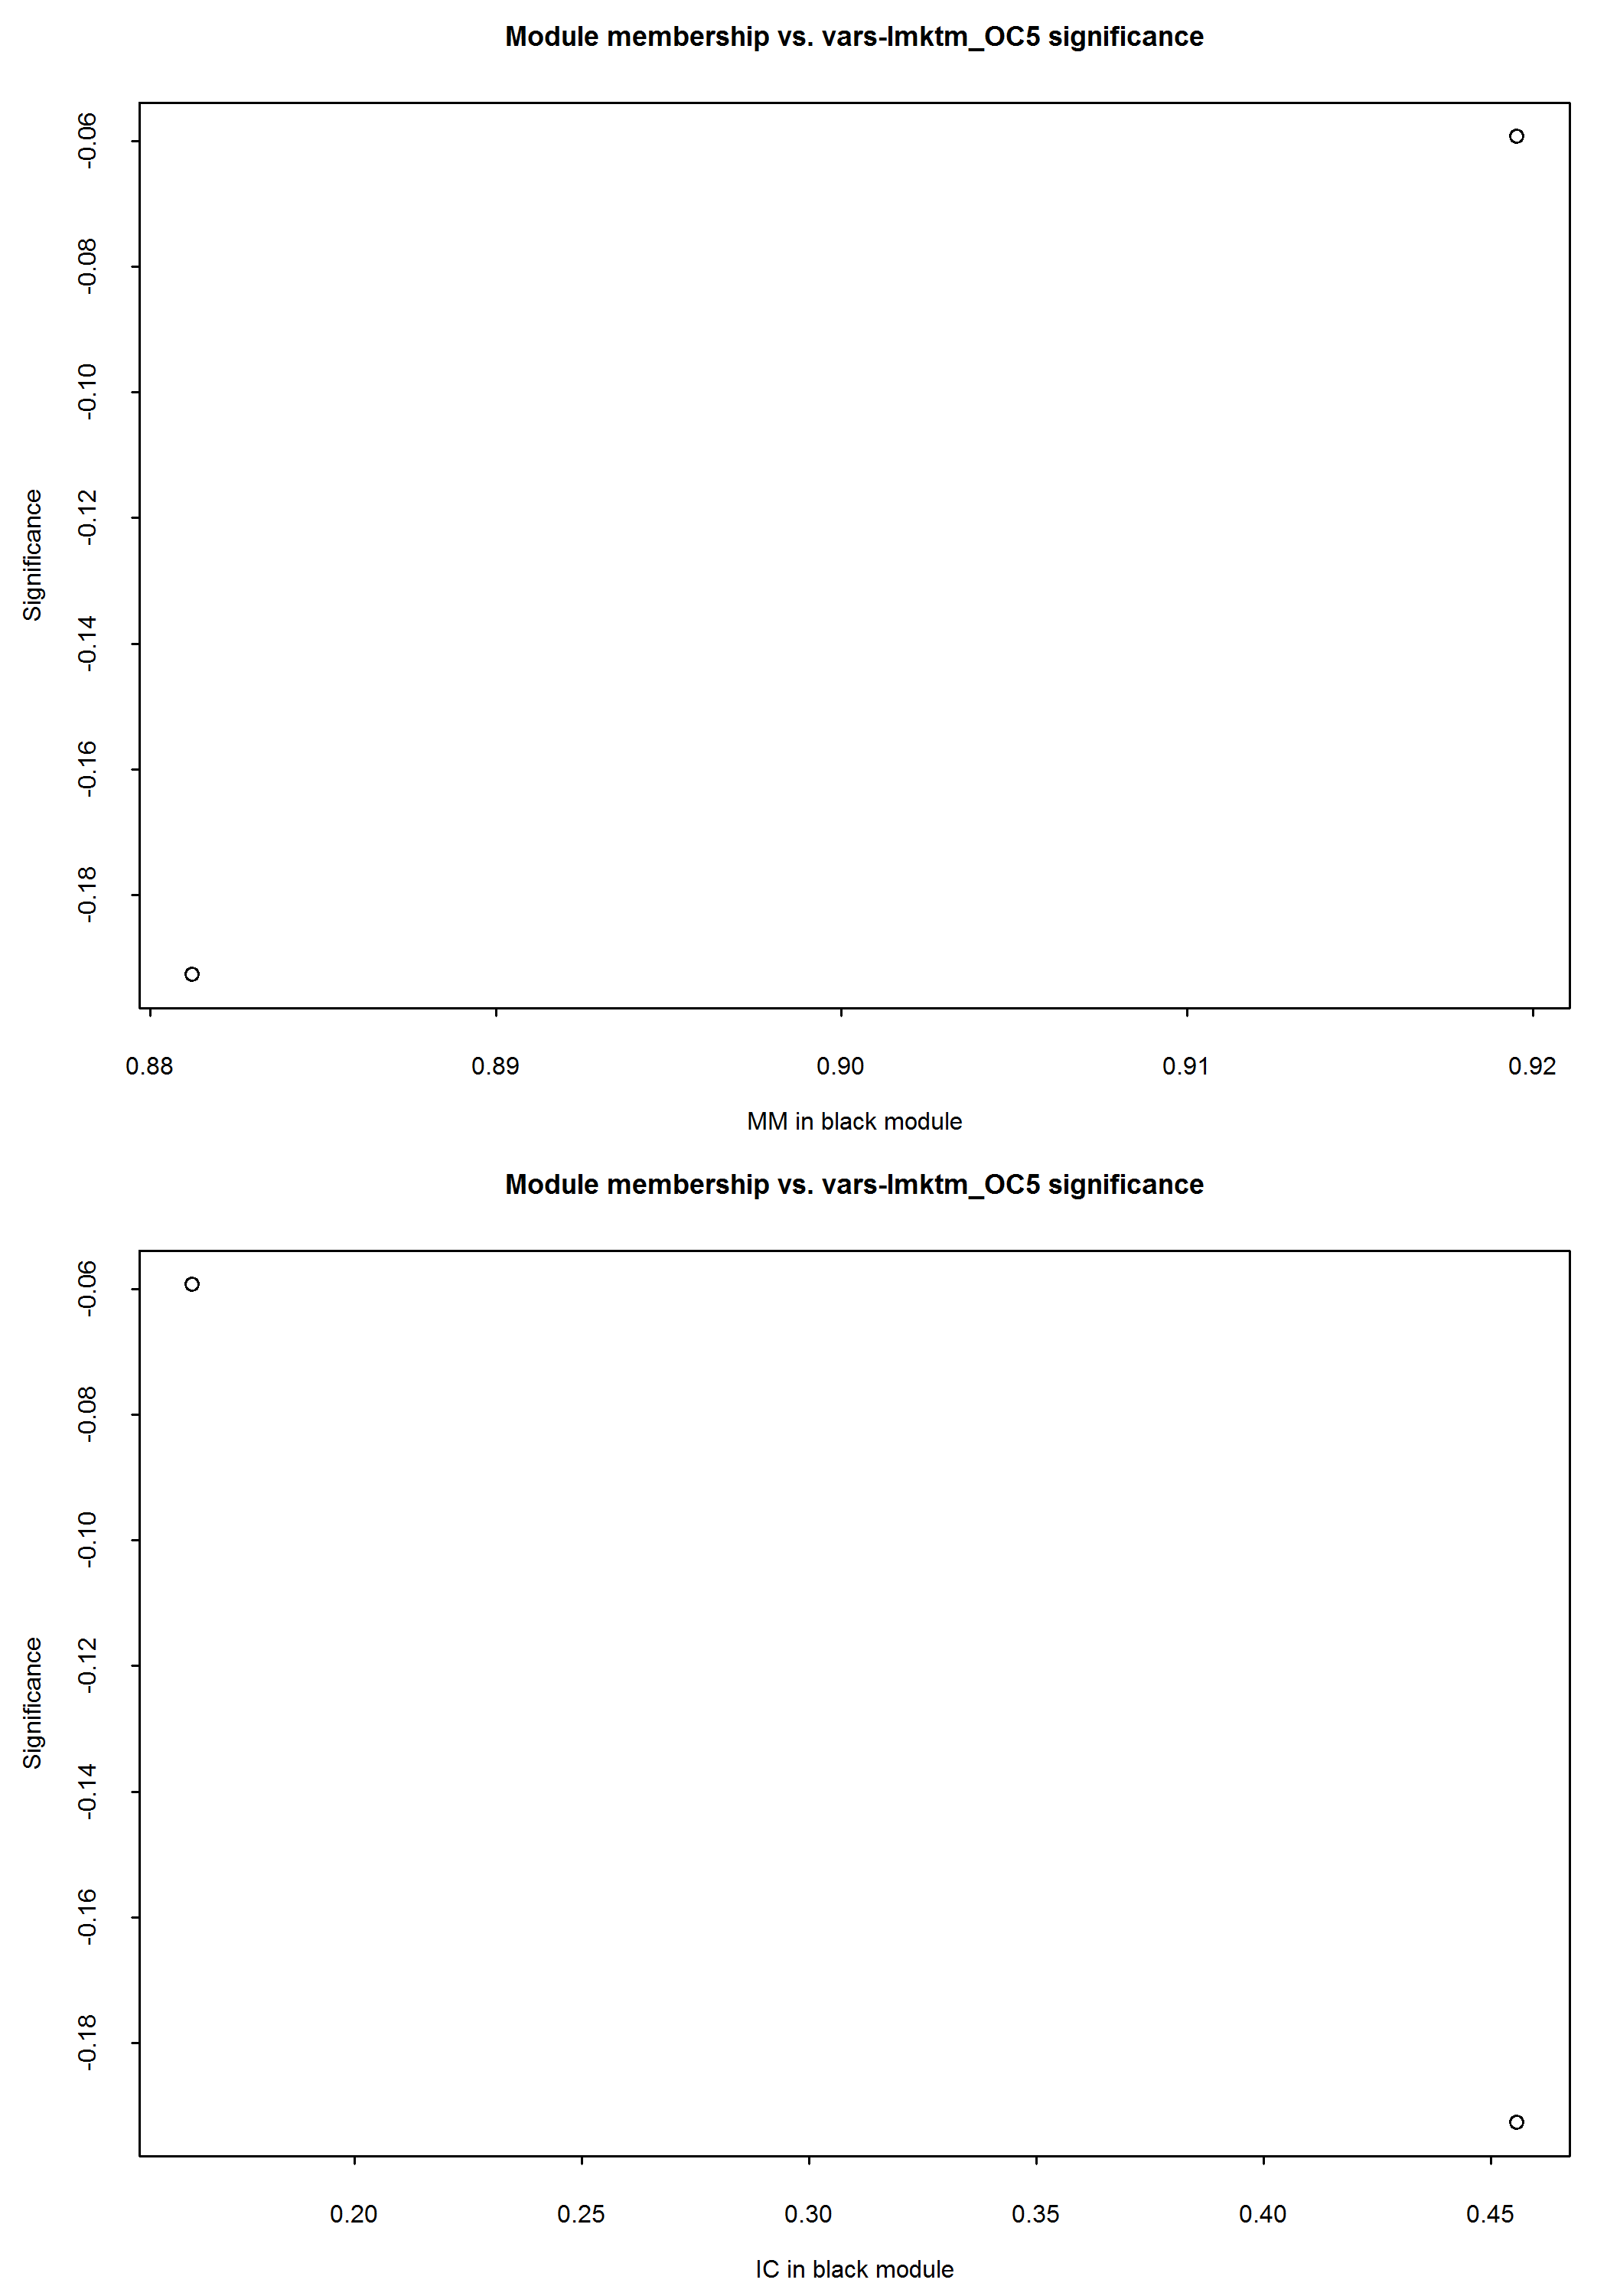 Module membership vs. vars-lmktm_OC5 significance
-0.06
-0.08
-0.10
-0.12
-0.14
-0.16
-0.18
Significance
0.88 0.89 0.90 0.91 0.92
MM in black module
Module membership vs. vars-lmktm_OC5 significance
-0.06
-0.08
-0.10
-0.12
-0.14
-0.16
-0.18
Significance
0.20 0.25 0.30 0.35 0.40 0.45
IC in black module